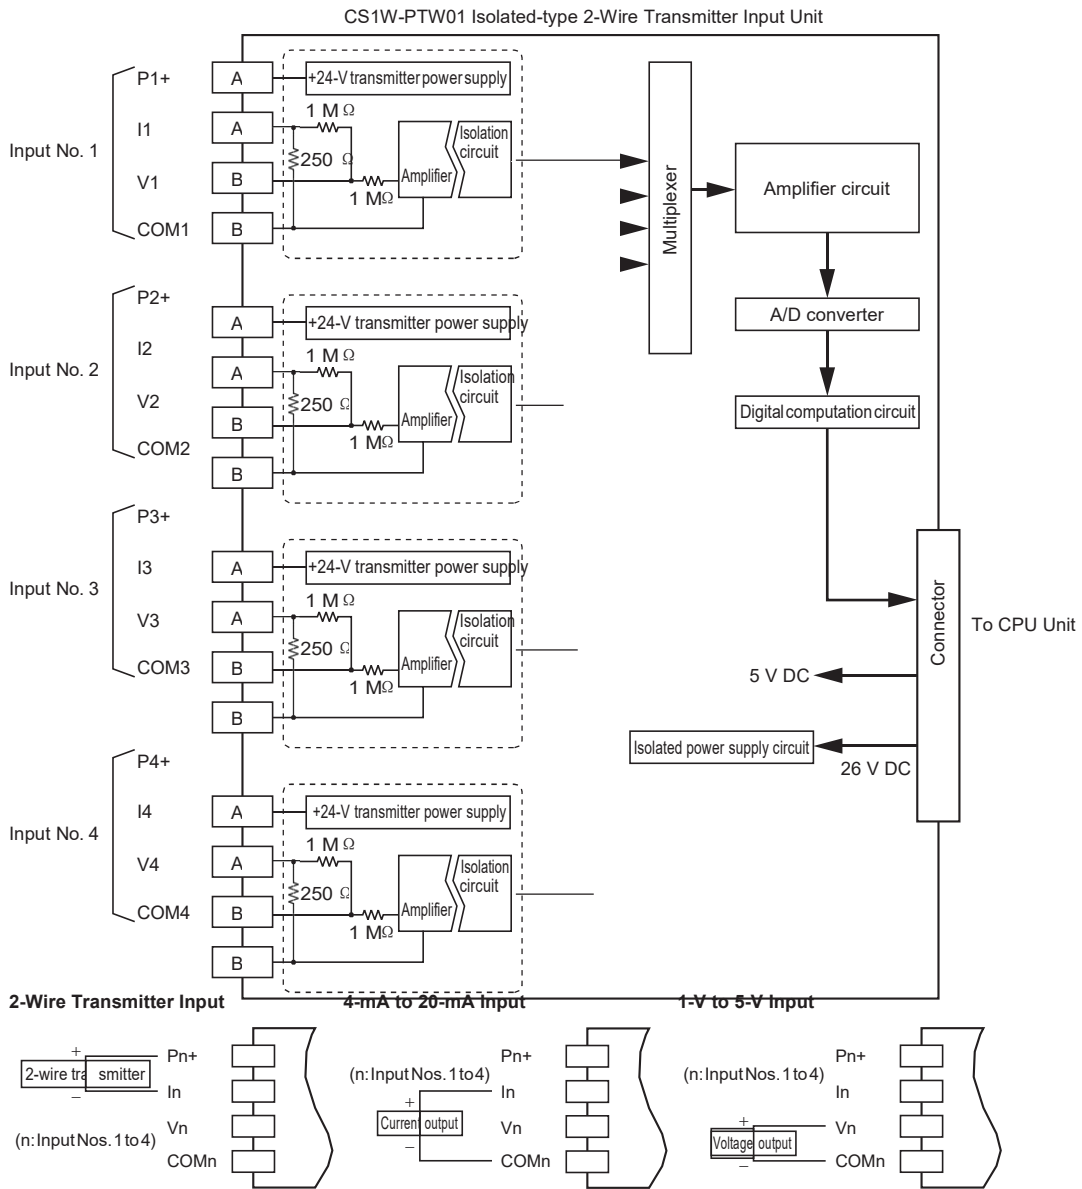 CS1W-PTW01 Isolated-type 2-Wire Transmitter Input Unit
Input No. 1
P1+
I1
V1
COM1
A
A
B
B
+24-V transmitter power supply
1 M Ω
250 Ω
1 MΩ
Amplifier
Isolation
circuit
Multiplexer
Amplifier circuit
A/D converter
Digital computation circuit
Input No. 2
P2+
I2
V2
COM2
A
A
B
B
+24-V transmitter power supply
1 M Ω
250 Ω
1 MΩ
Amplifier
Isolation
circuit
Input No. 3
P3+
I3
V3
COM3
A
A
B
B
+24-V transmitter power supply
1 M Ω
250 Ω
1 MΩ
Amplifier
Isolation
circuit
Connector
To CPU Unit
5 V DC
Isolated power supply circuit
26 V DC
Input No. 4
P4+
I4
V4
COM4
A
A
B
B
+24-V transmitter power supply
1 M Ω
250 Ω
1 MΩ
Amplifier
Isolation
circuit
2-Wire Transmitter Input
+
2-wire tra smitter
–
(n: Input Nos. 1 to 4)
Pn+
In
Vn
COMn
4-mA to 20-mA Input
(n: Input Nos. 1 to 4)
+
Current output
–
Pn+
In
Vn
COMn
1-V to 5-V Input
(n: Input Nos. 1 to 4)
+
Voltage output
–
Pn+
In
Vn
COMn